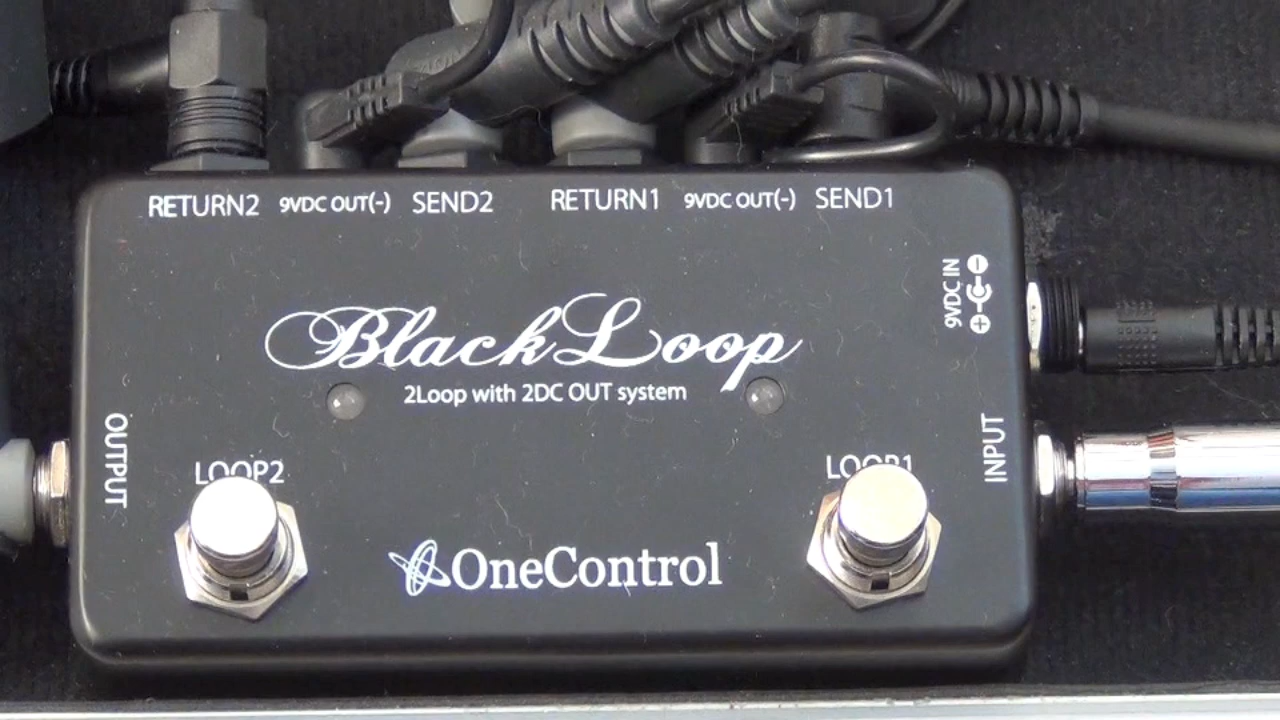 RETURN2 9VDC OUT(-) SEND2 RETURN1 9VDC OUT(-) SEND1
9VDC IN
BlackLoop
2Loop with 2DC OUT system
OUTPUT
INPUT
LOOP2
LOOP1
OneControl